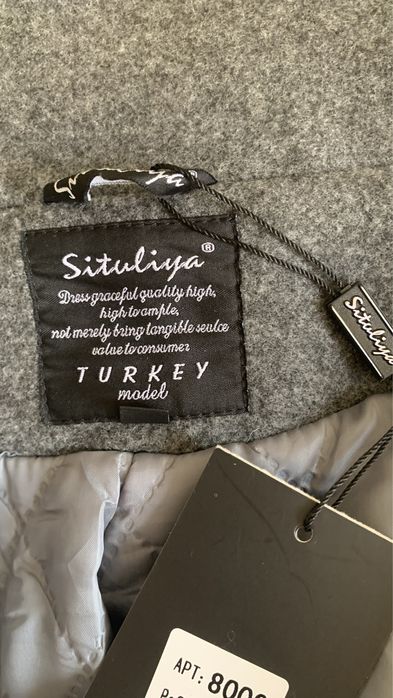 Situliya®
Dress graceful quality high,
high to ample,
not merely bring tangible seulce
value to consumer
TURKEY
model
Situliya
АРТ: 800